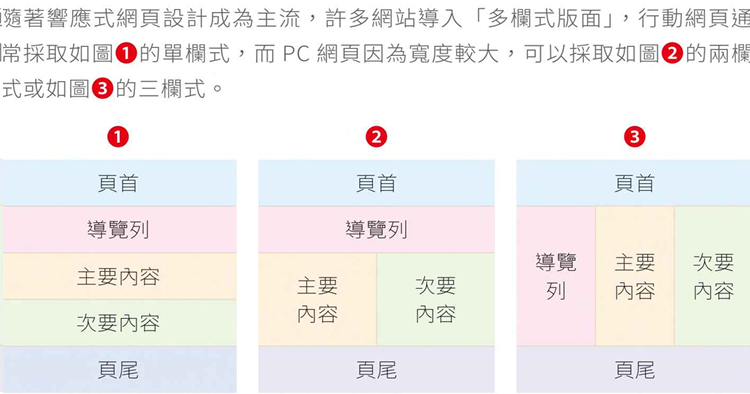 隨著響應式網頁設計成為主流，許多網站導入「多欄式版面」，行動網頁通
常採取如圖❶的單欄式，而 PC 網頁因為寬度較大，可以採取如圖❷的兩欄
式或如圖❸的三欄式。
❶ ❷ ❸
頁首
導覽列
主要內容
次要內容
頁尾
頁首
導覽列
主要
內容
次要
內容
頁尾
頁首
導覽
列
主要
內容
次要
內容
頁尾